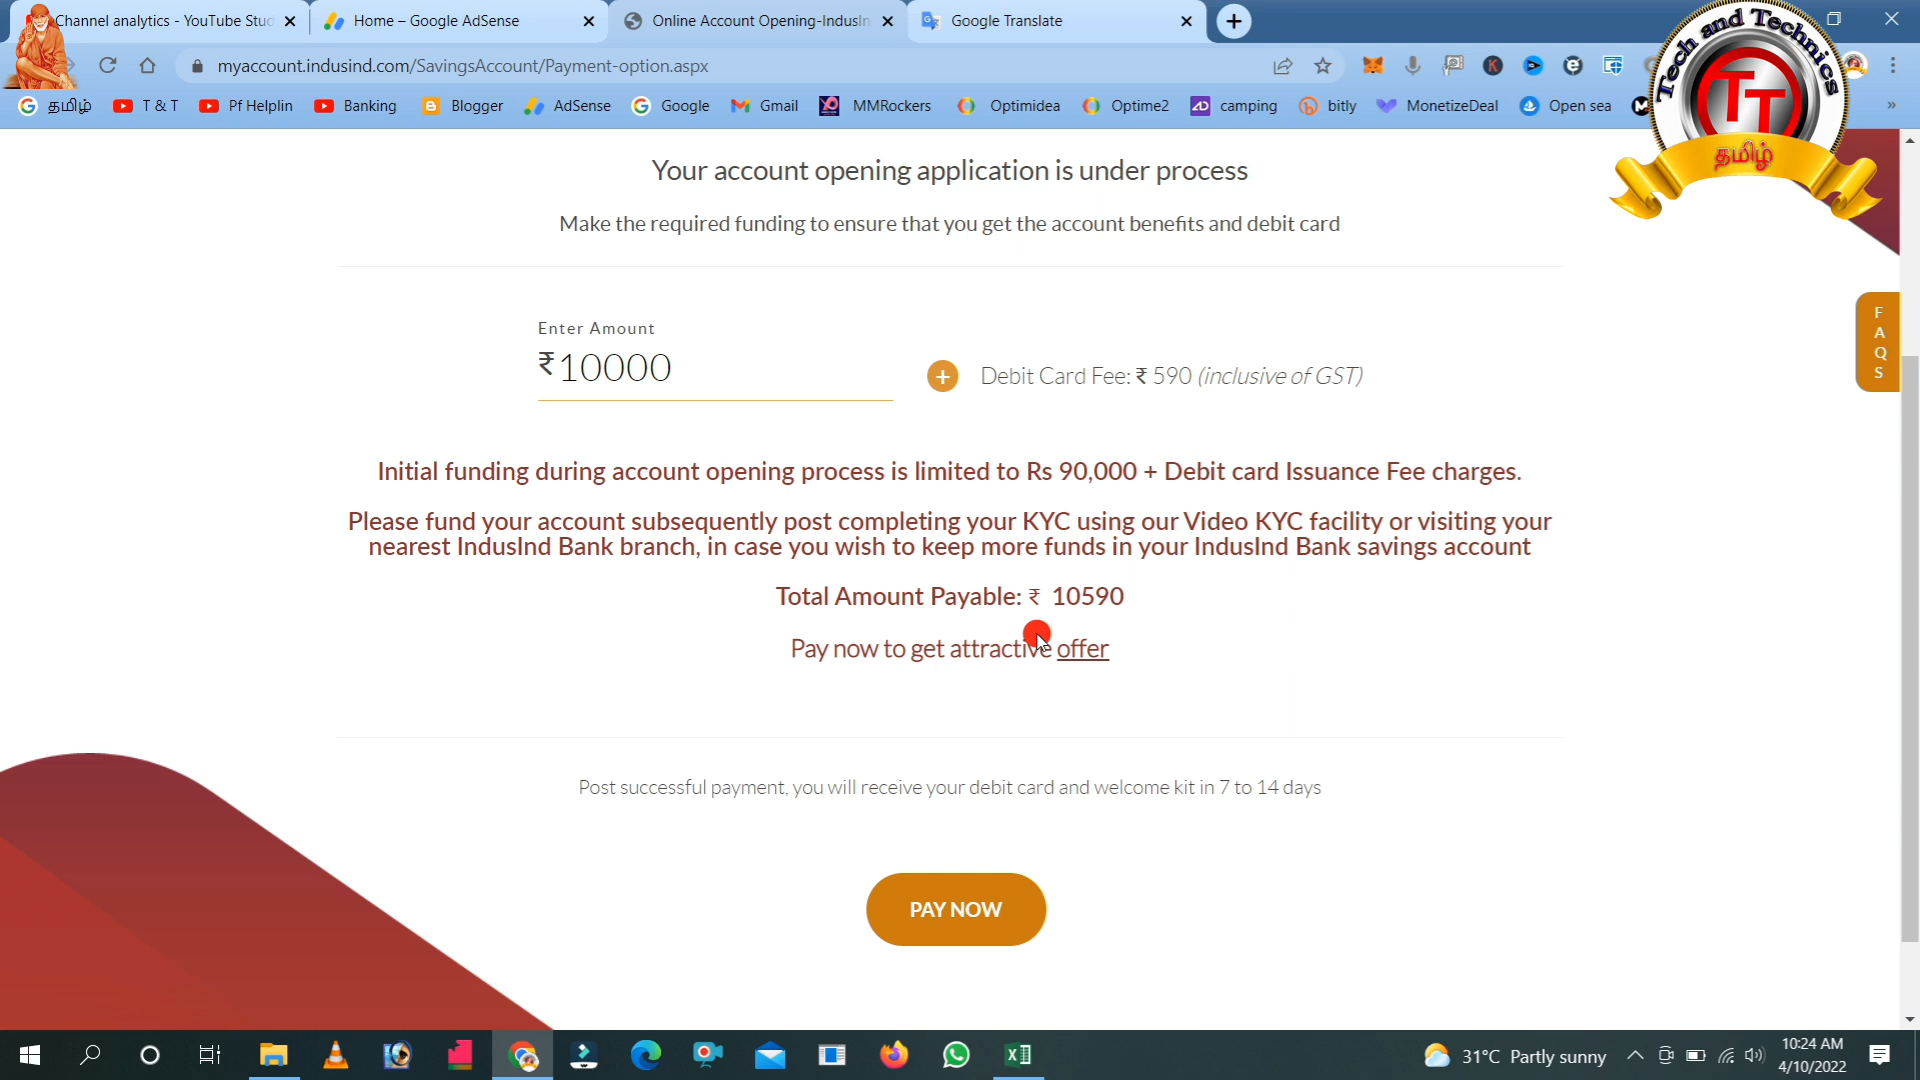 Channel analytics - YouTube Stud
Home – Google AdSense
Online Account Opening-IndusIn
Google Translate
myaccount.indusind.com/SavingsAccount/Payment-option.aspx
தமிழ்
T & T
Pf Helplin
Banking
Blogger
AdSense
Google
Gmail
MMRockers
Optimidea
Optime2
camping
bitly
MonetizeDeal
Open sea
Tech and Technics
TT
தமிழ்
Your account opening application is under process
Make the required funding to ensure that you get the account benefits and debit card
FAQS
Enter Amount
₹10000
+ Debit Card Fee: ₹ 590 (inclusive of GST)
Initial funding during account opening process is limited to Rs 90,000 + Debit card Issuance Fee charges.
Please fund your account subsequently post completing your KYC using our Video KYC facility or visiting your
nearest IndusInd Bank branch, in case you wish to keep more funds in your IndusInd Bank savings account
Total Amount Payable: ₹ 10590
Pay now to get attractive offer
Post successful payment, you will receive your debit card and welcome kit in 7 to 14 days
PAY NOW
31°C Partly sunny
10:24 AM
4/10/2022